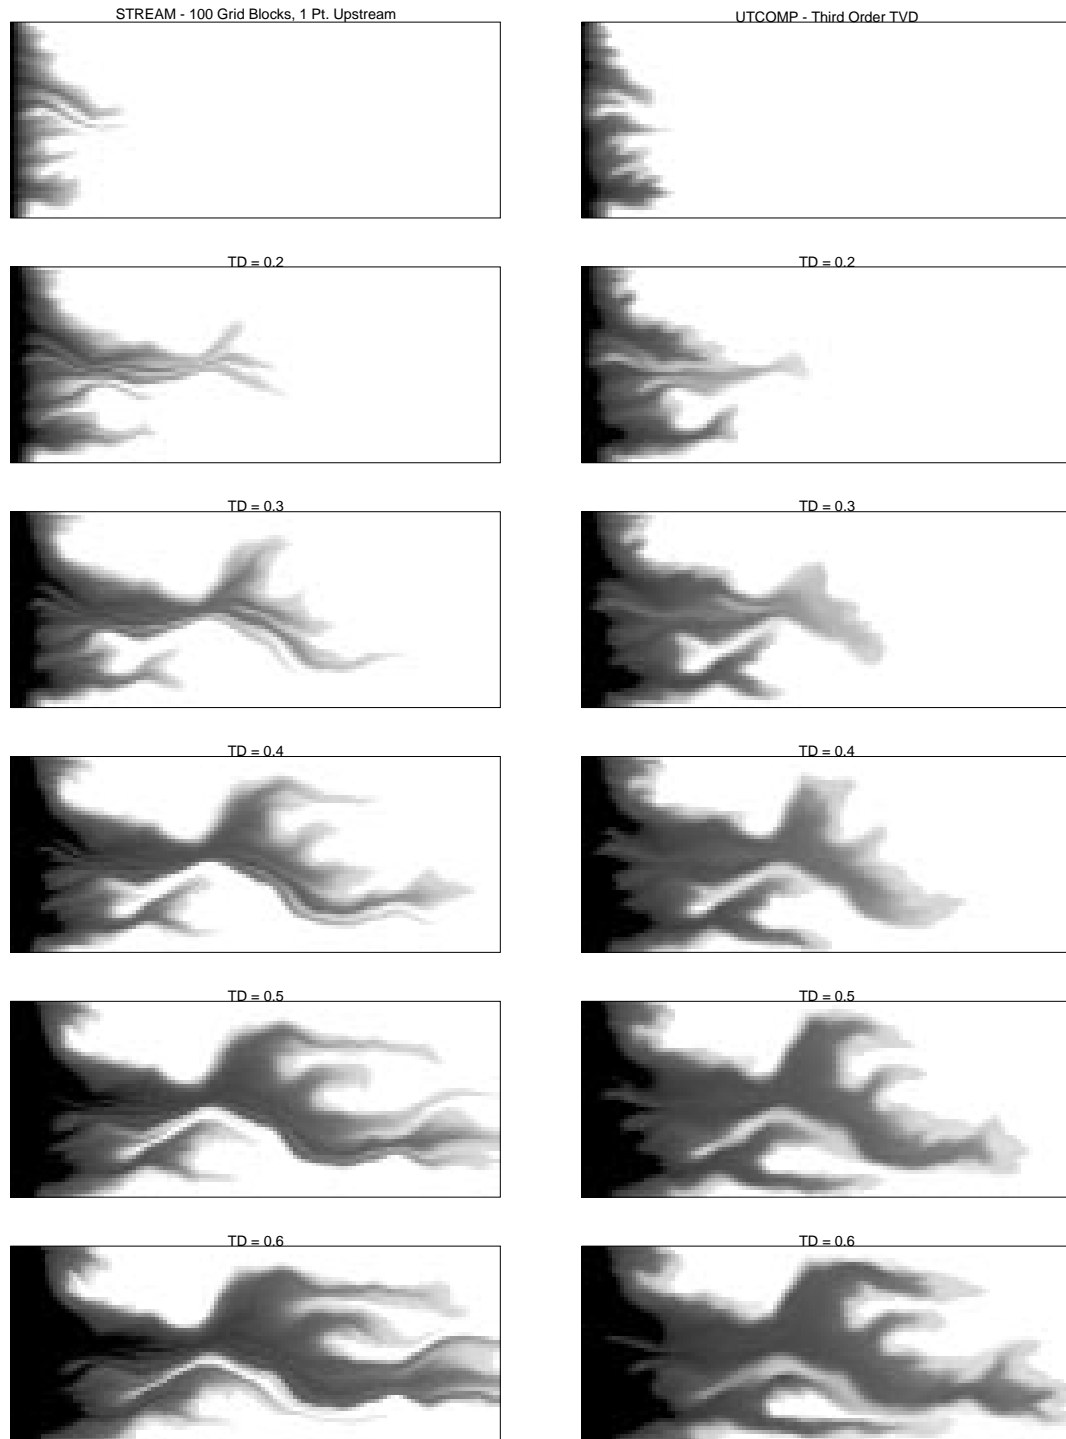 STREAM - 100 Grid Blocks, 1 Pt. Upstream
UTCOMP - Third Order TVD
TD = 0.2
TD = 0.2
TD = 0.3
TD = 0.3
TD = 0.4
TD = 0.4
TD = 0.5
TD = 0.5
TD = 0.6
TD = 0.6